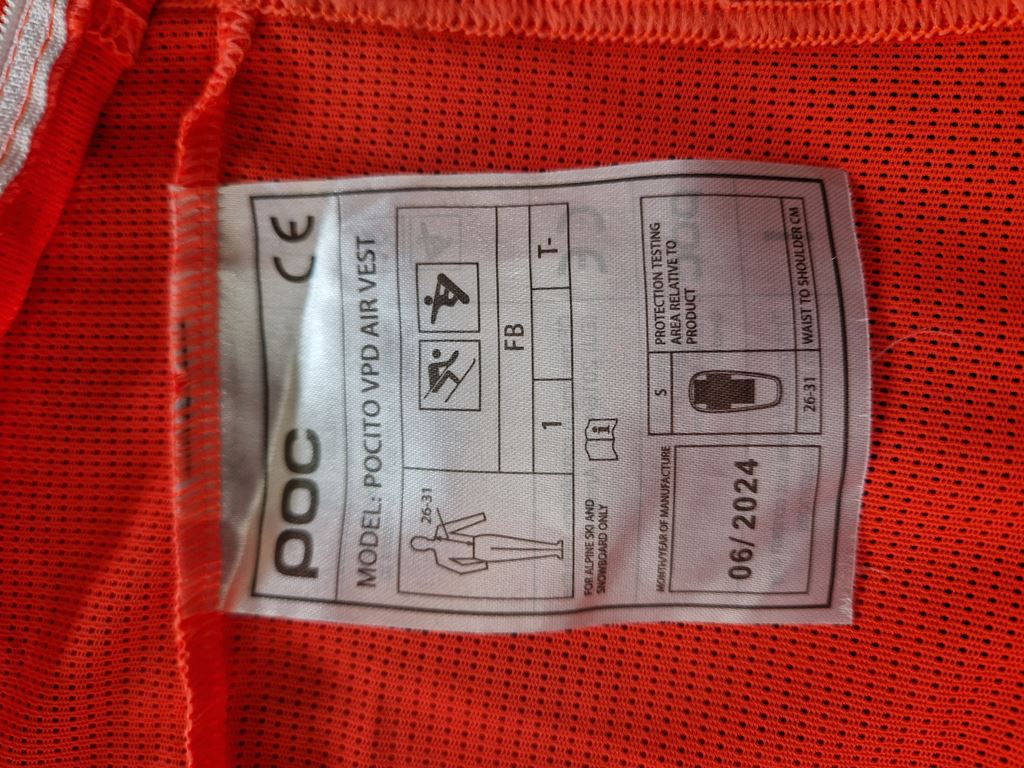 POC CE
MODEL: POCITO VPD AIR VEST
26-31
FB
1 T-
FOR ALPINE SKI AND
SNOWBOARD ONLY
i
MONTH/YEAR OF MANUFACTURE
06/2024
S
PROTECTION TESTING
AREA RELATIVE TO
PRODUCT
26-31 WAIST TO SHOULDER CM